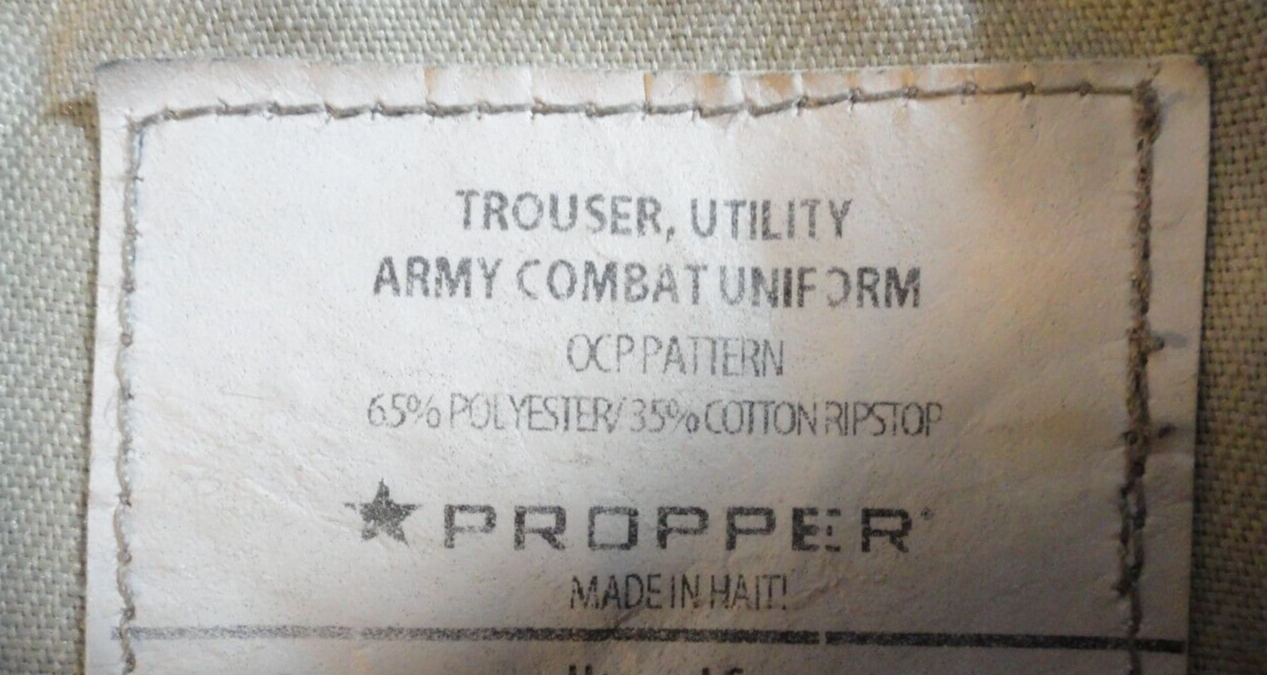 TROUSER, UTILITY
ARMY COMBAT UNIFORM
OCP PATTERN
65% POLYESTER/ 35% COTTON RIPSTOP
PROPPER
MADE IN HAITI